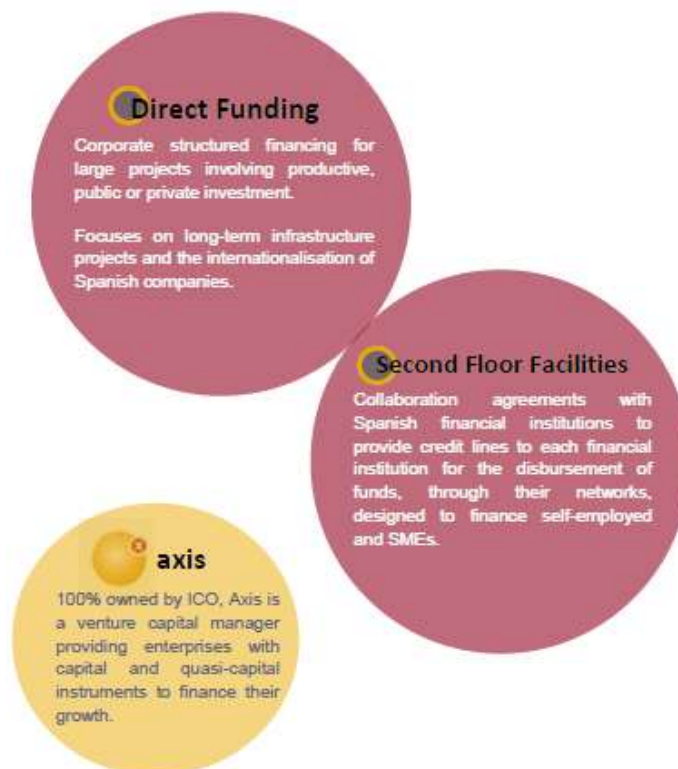 Direct Funding
Corporate structured financing for
large projects involving productive,
public or private investment.
Focuses on long-term infrastructure
projects and the internationalisation of
Spanish companies.
Second Floor Facilities
Collaboration agreements with
Spanish financial institutions to
provide credit lines to each financial
institution for the disbursement of
funds, through their networks,
designed to finance self-employed
and SMEs.
axis
100% owned by ICO, Axis is
a venture capital manager
providing enterprises with
capital and quasi-capital
instruments to finance their
growth.